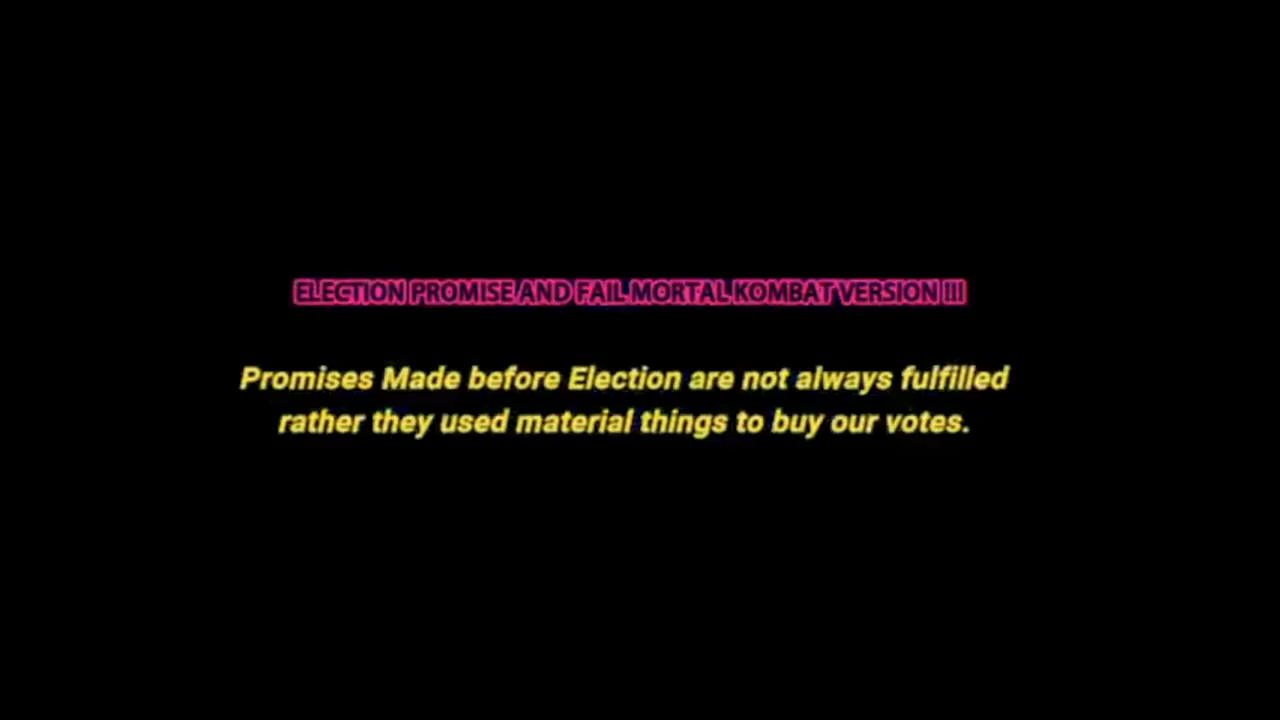 ELECTION PROMISE AND FAIL MORTAL KOMBAT VERSION III
Promises Made before Election are not always fulfilled
rather they used material things to buy our votes.